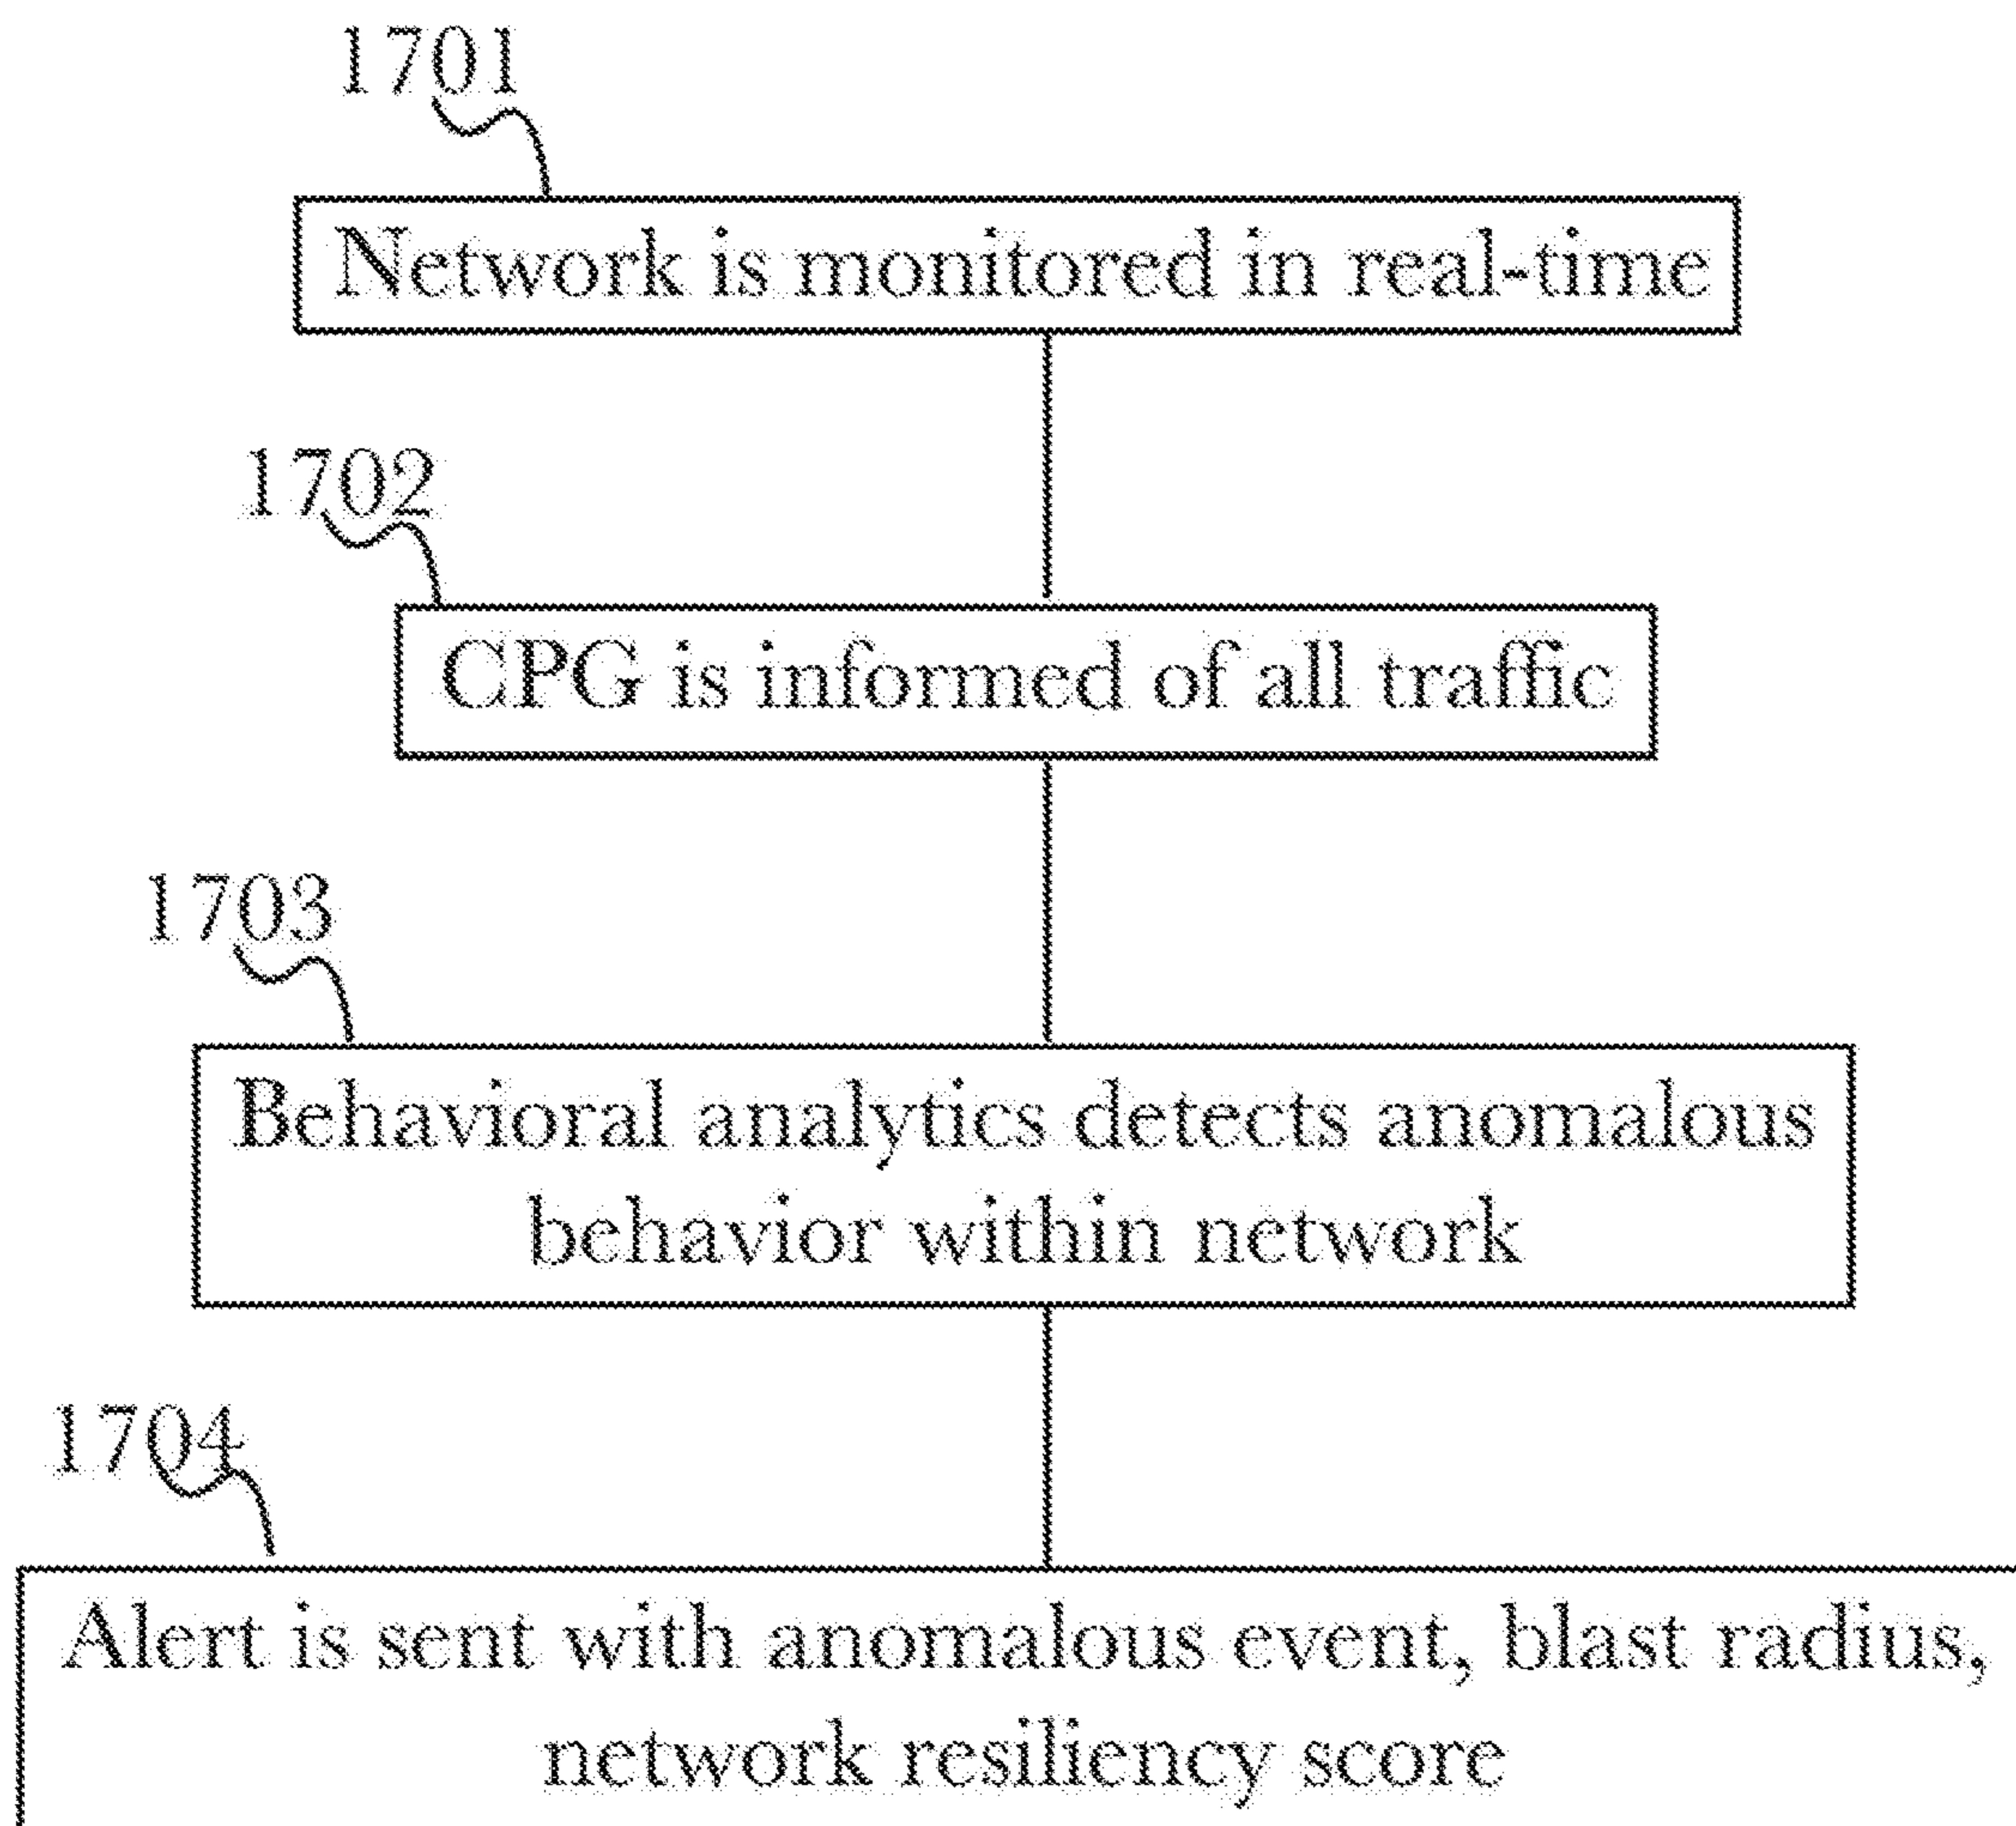 1701
Network is monitored in real-time
1702
CPG is informed of all traffic
1703
Behavioral analytics detects anomalous
behavior within network
1704
Alert is sent with anomalous event, blast radius,
network resiliency score